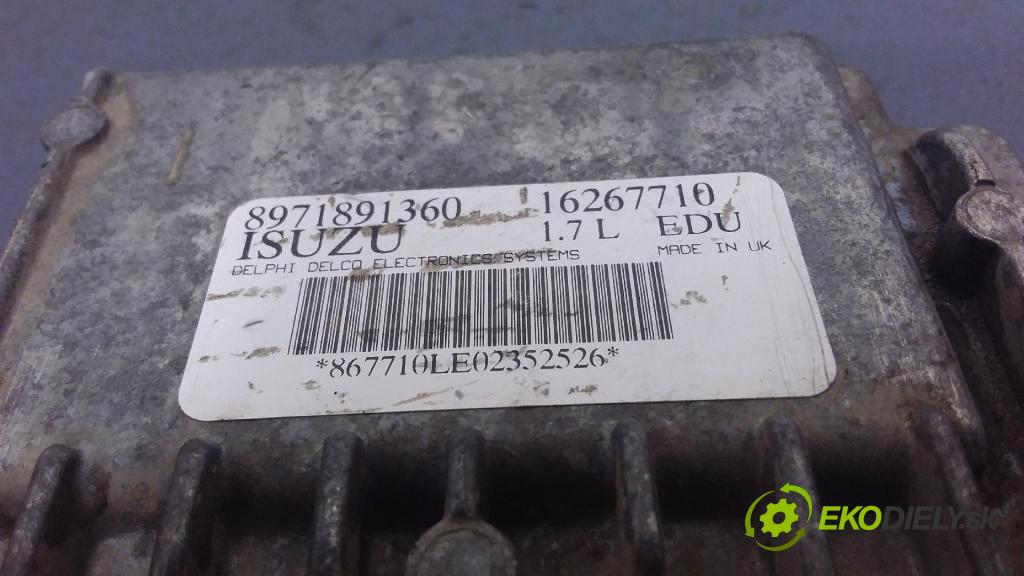 8971891360 16267710
ISUZU 1.7 L EDU
DELPHI DELCO ELECTRONICS SYSTEMS MADE IN UK
*867710LE02352526*
EKODIELY.SK